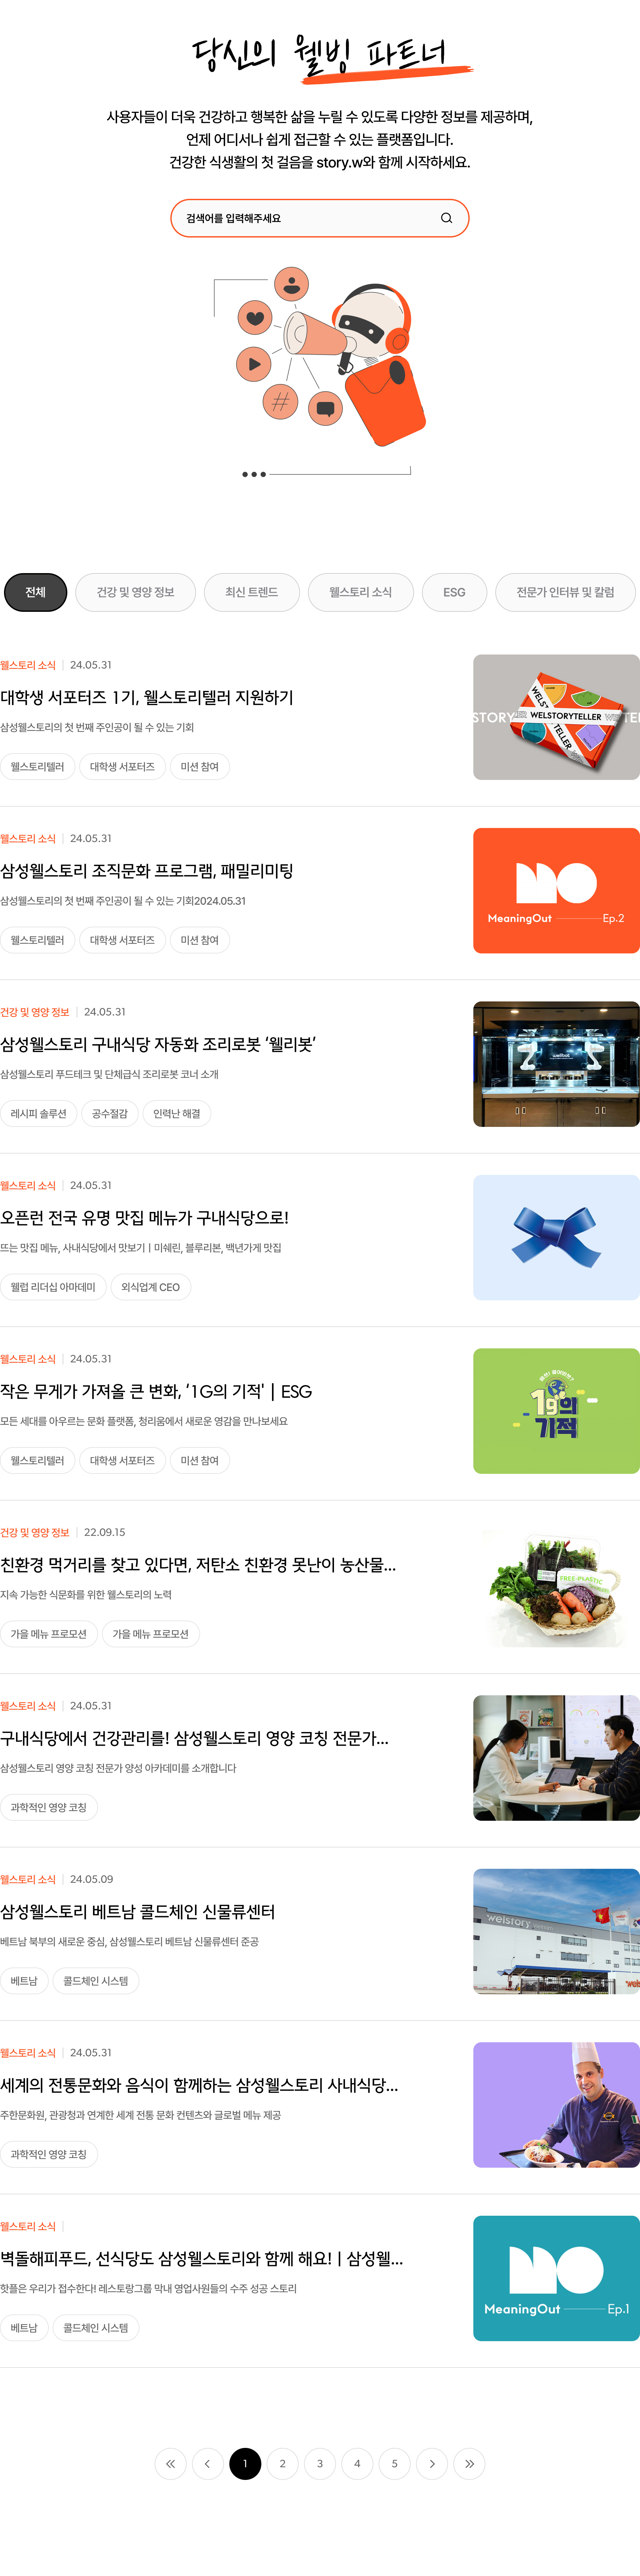 당신의 웰빙 파트너
사용자들이 더욱 건강하고 행복한 삶을 누릴 수 있도록 다양한 정보를 제공하며,
언제 어디서나 쉽게 접근할 수 있는 플랫폼입니다.
건강한 식생활의 첫 걸음을 story.w와 함께 시작하세요.
검색어를 입력해주세요
#
전체
건강 및 영양 정보
최신 트렌드
웰스토리 소식
ESG
전문가 인터뷰 및 칼럼
웰스토리 소식 | 24.05.31
대학생 서포터즈 1기, 웰스토리텔러 지원하기
삼성웰스토리의 첫 번째 주인공이 될 수 있는 기회
웰스토리텔러
대학생 서포터즈
미션 참여
WELSTORYTELLER
웰스토리 소식 | 24.05.31
삼성웰스토리 조직문화 프로그램, 패밀리미팅
삼성웰스토리의 첫 번째 주인공이 될 수 있는 기회2024.05.31
웰스토리텔러
대학생 서포터즈
미션 참여
MeaningOut Ep.2
건강 및 영양 정보 | 24.05.31
삼성웰스토리 구내식당 자동화 조리로봇 ‘웰리봇’
삼성웰스토리 푸드테크 및 단체급식 조리로봇 코너 소개
레시피 솔루션
공수절감
인력난 해결
wellbot
웰스토리 소식 | 24.05.31
오픈런 전국 유명 맛집 메뉴가 구내식당으로!
뜨는 맛집 메뉴, 사내식당에서 맛보기 | 미쉐린, 블루리본, 백년가게 맛집
웰럽 리더십 아마데미
외식업계 CEO
웰스토리 소식 | 24.05.31
작은 무게가 가져올 큰 변화, ‘1G의 기적' | ESG
모든 세대를 아우르는 문화 플랫폼, 청리움에서 새로운 영감을 만나보세요
웰스토리텔러
대학생 서포터즈
미션 참여
1g의
기적
건강 및 영양 정보 | 22.09.15
친환경 먹거리를 찾고 있다면, 저탄소 친환경 못난이 농산물...
지속 가능한 식문화를 위한 웰스토리의 노력
가을 메뉴 프로모션
가을 메뉴 프로모션
FREE-PLASTIC
웰스토리 소식 | 24.05.31
구내식당에서 건강관리를! 삼성웰스토리 영양 코칭 전문가...
삼성웰스토리 영양 코칭 전문가 양성 아카데미를 소개합니다
과학적인 영양 코칭
웰스토리 소식 | 24.05.09
삼성웰스토리 베트남 콜드체인 신물류센터
베트남 북부의 새로운 중심, 삼성웰스토리 베트남 신물류센터 준공
베트남
콜드체인 시스템
welstory
웰스토리 소식 | 24.05.31
세계의 전통문화와 음식이 함께하는 삼성웰스토리 사내식당...
주한문화원, 관광청과 연계한 세계 전통 문화 컨텐츠와 글로벌 메뉴 제공
과학적인 영양 코칭
웰스토리 소식 |
벽돌해피푸드, 선식당도 삼성웰스토리와 함께 해요! | 삼성웰...
핫플은 우리가 접수한다! 레스토랑그룹 막내 영업사원들의 수주 성공 스토리
베트남
콜드체인 시스템
MeaningOut Ep.1
1 2 3 4 5